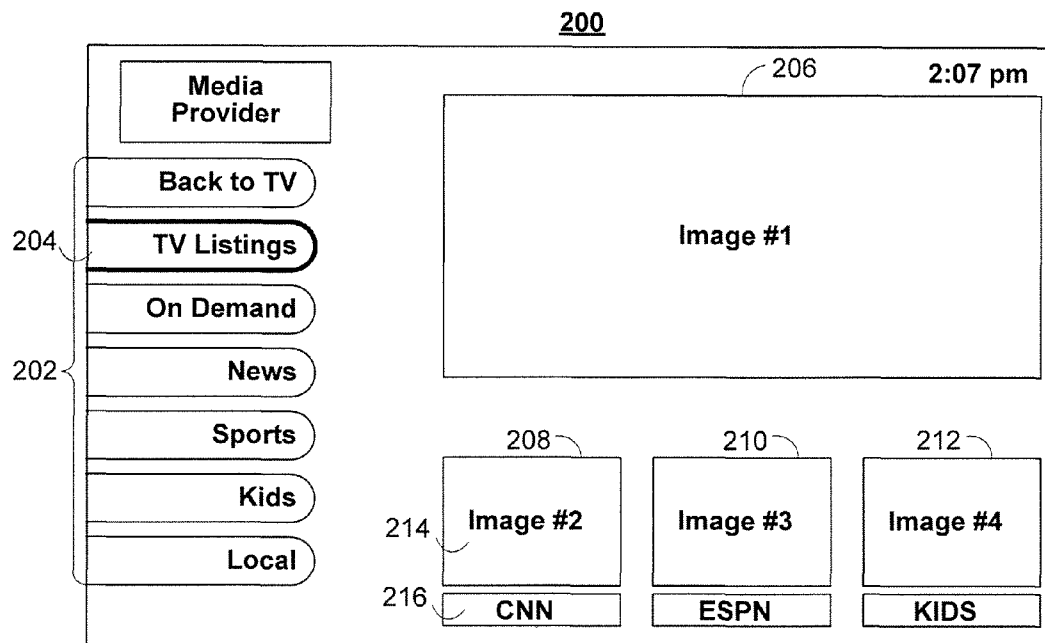 200
206
2:07 pm
Media
Provider
Back to TV
204
TV Listings
Image #1
On Demand
202
News
Sports
208
210
212
Kids
214
Image #2
Image #3
Image #4
Local
216
CNN
ESPN
KIDS